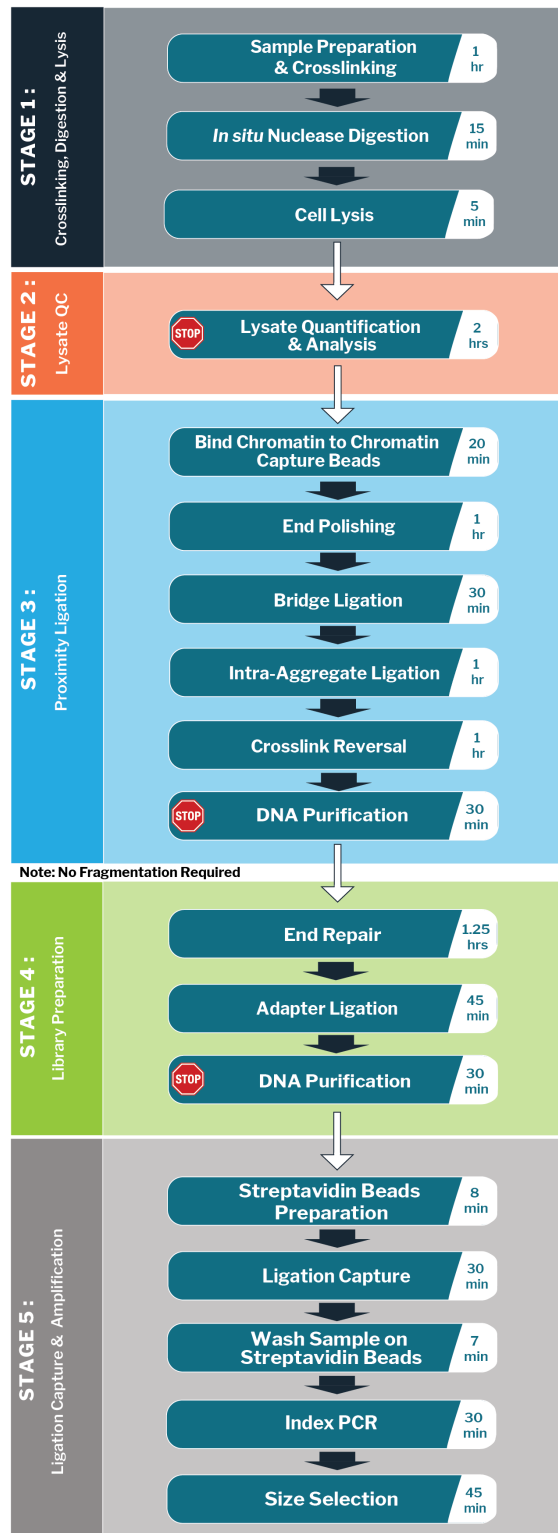 STAGE 1 :
Crosslinking, Digestion & Lysis
Sample Preparation
& Crosslinking
1
hr
In situ Nuclease Digestion
15
min
Cell Lysis
5
min
STAGE 2 :
Lysate QC
STOP
Lysate Quantification
& Analysis
2
hrs
STAGE 3 :
Proximity Ligation
Bind Chromatin to Chromatin
Capture Beads
20
min
End Polishing
1
hr
Bridge Ligation
30
min
Intra-Aggregate Ligation
1
hr
Crosslink Reversal
1
hr
STOP
DNA Purification
30
min
Note: No Fragmentation Required
STAGE 4 :
Library Preparation
End Repair
1.25
hrs
Adapter Ligation
45
min
STOP
DNA Purification
30
min
STAGE 5 :
Ligation Capture & Amplification
Streptavidin Beads
Preparation
8
min
Ligation Capture
30
min
Wash Sample on
Streptavidin Beads
7
min
Index PCR
30
min
Size Selection
45
min